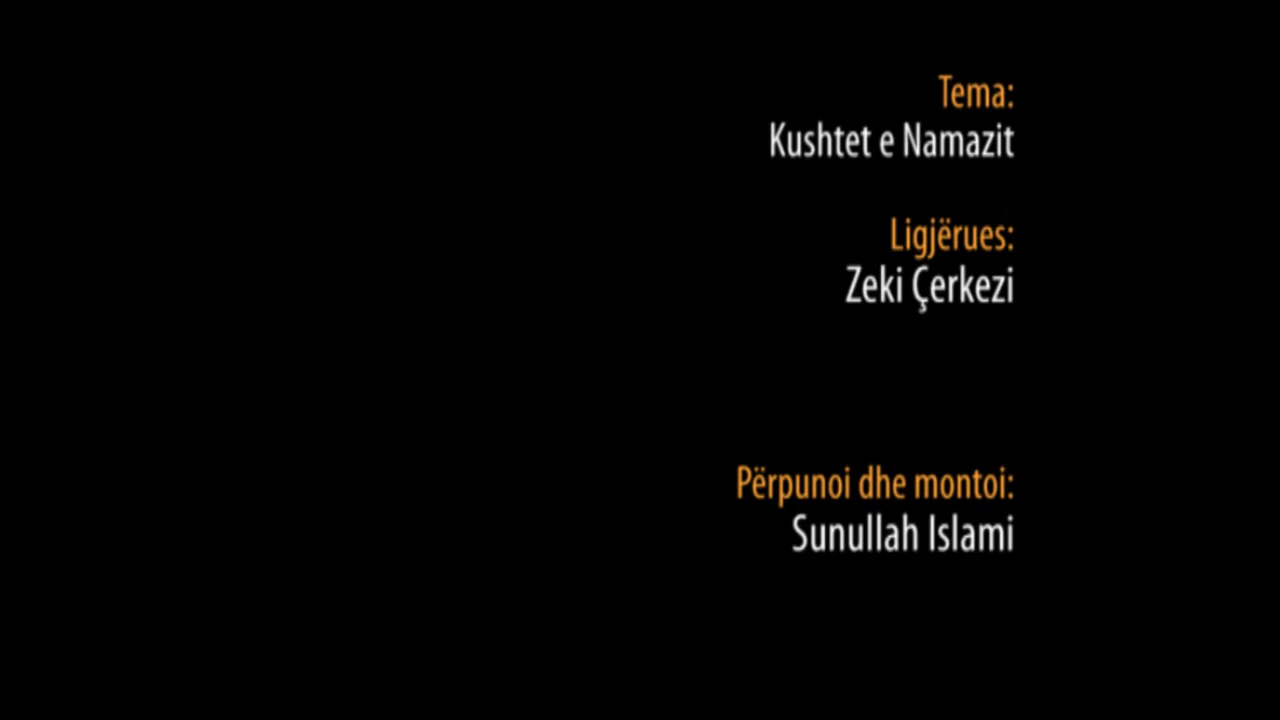 Tema:
Kushtet e Namazit
Ligjërues:
Zeki Çerkezi
Përpunoi dhe montoi:
Sunullah Islami